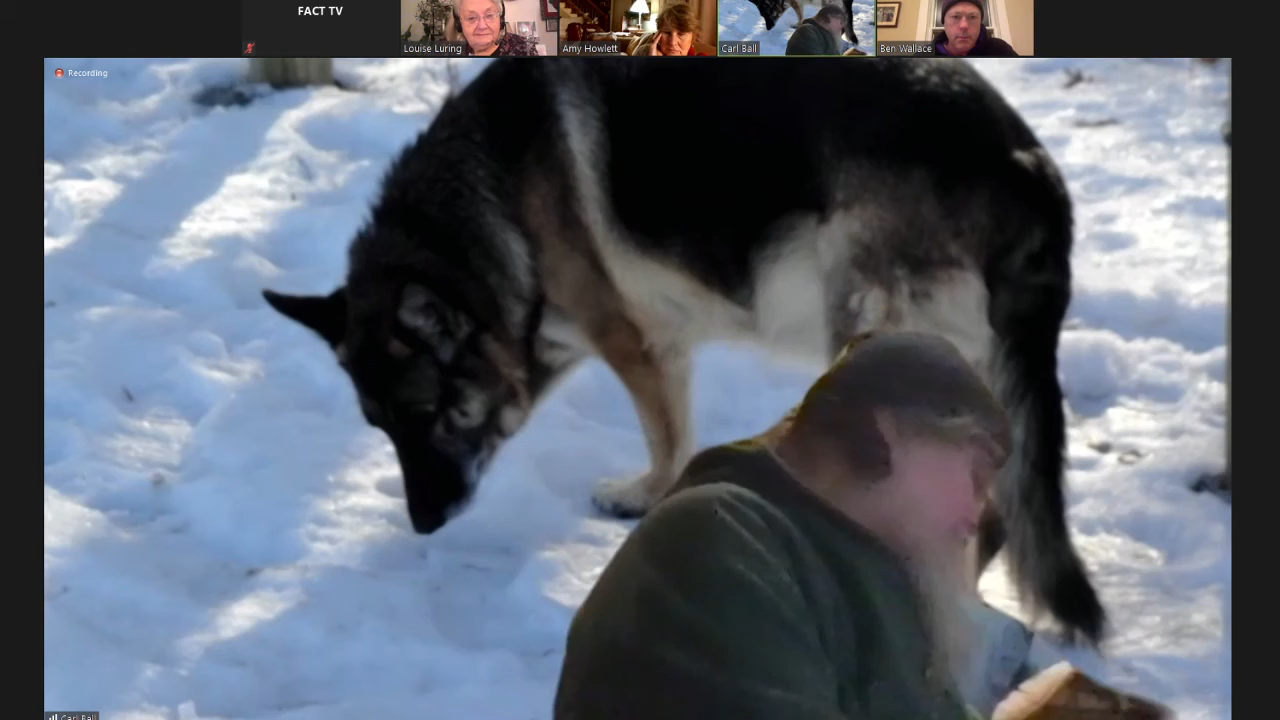 FACT TV
Louise Luring
Amy Howlett
Carl Ball
Ben Wallace
Recording
Carl Ball